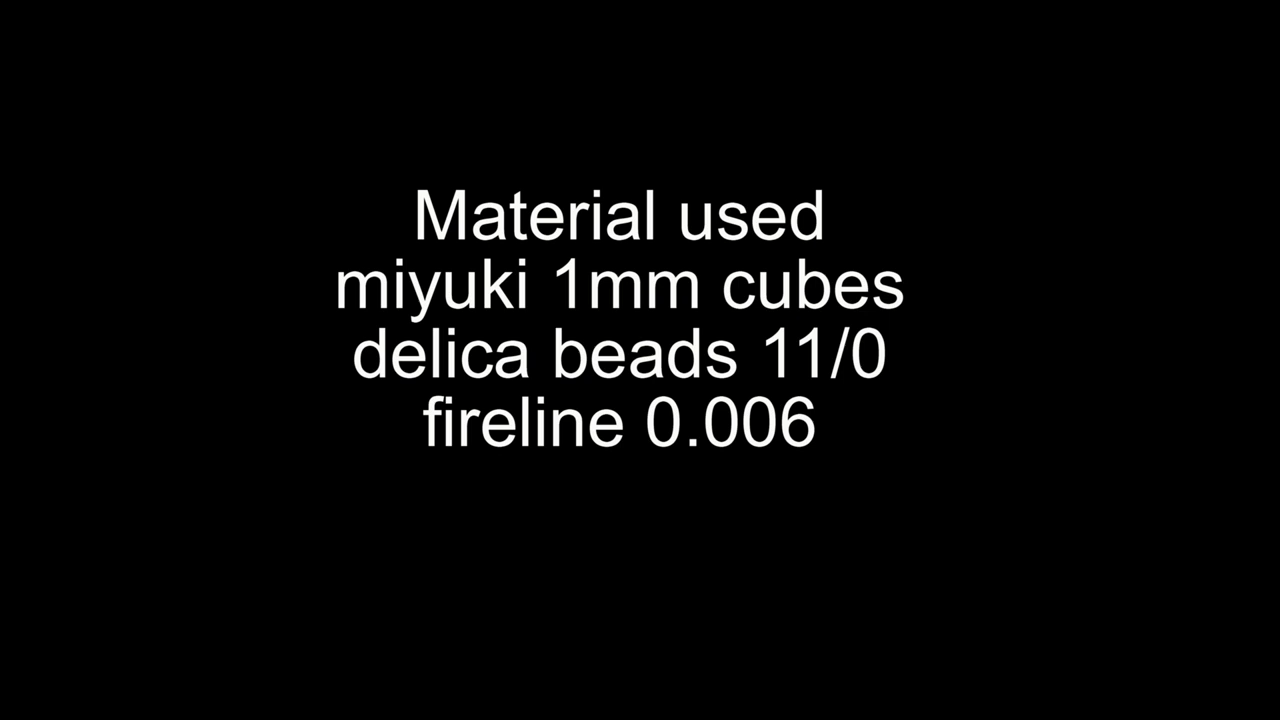 Material used
miyuki 1mm cubes
delica beads 11/0
fireline 0.006